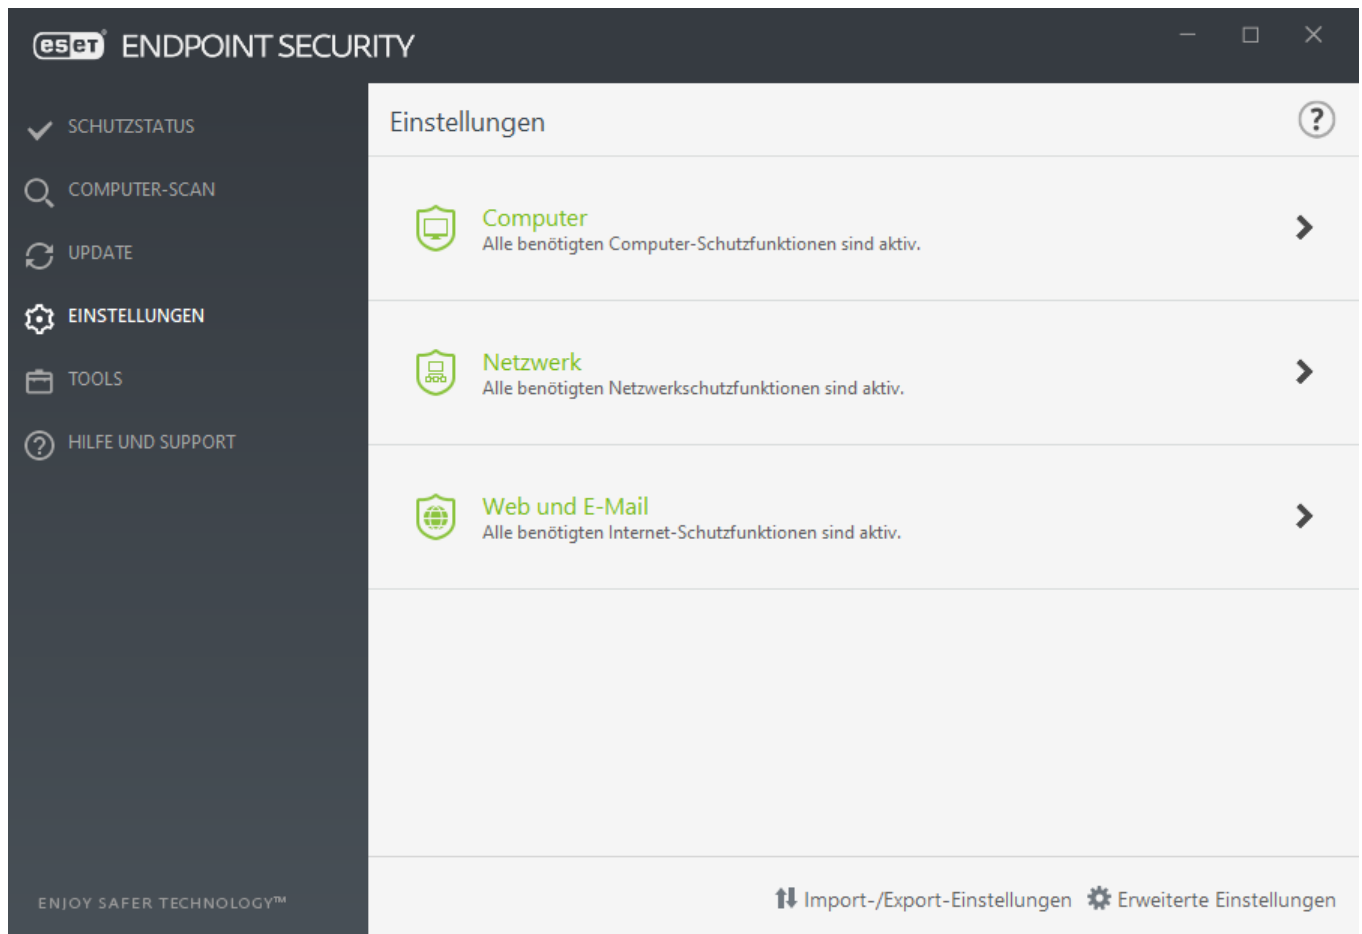 eset ENDPOINT SECURITY
SCHUTZSTATUS
COMPUTER-SCAN
UPDATE
EINSTELLUNGEN
TOOLS
HILFE UND SUPPORT
ENJOY SAFER TECHNOLOGY™
Einstellungen
?
Computer
Alle benötigten Computer-Schutzfunktionen sind aktiv.
Netzwerk
Alle benötigten Netzwerkschutzfunktionen sind aktiv.
Web und E-Mail
Alle benötigten Internet-Schutzfunktionen sind aktiv.
Import-/Export-Einstellungen Erweiterte Einstellungen